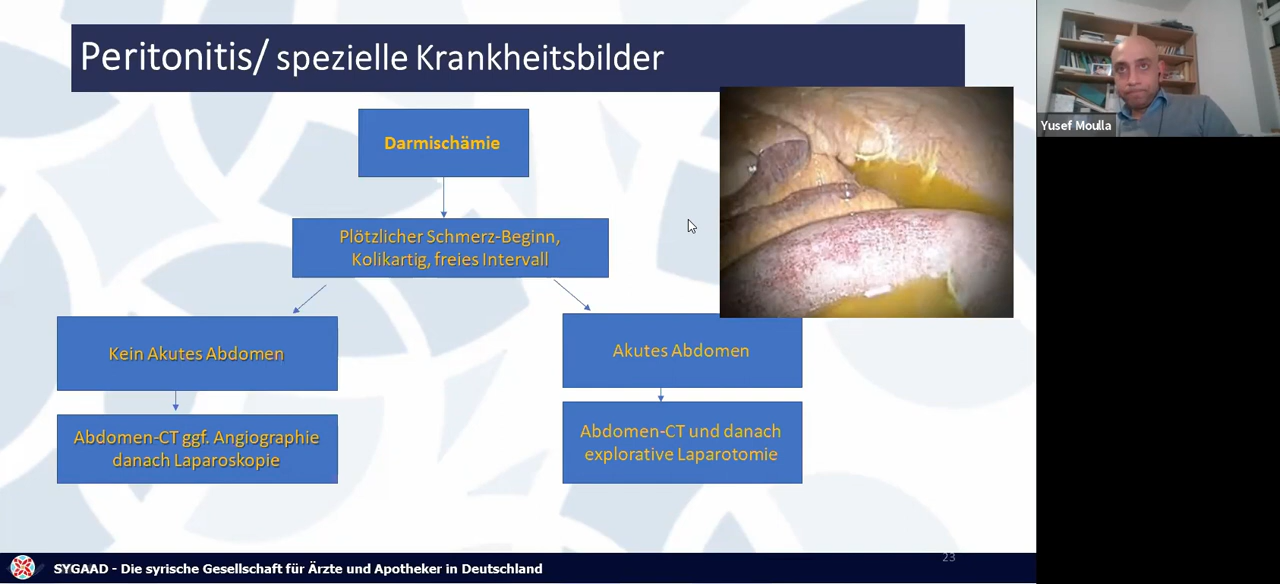 Peritonitis/ spezielle Krankheitsbilder
Yusef Moulla
Darmischämie
Plötzlicher Schmerz-Beginn,
Kolikartig, freies Intervall
Kein Akutes Abdomen
Akutes Abdomen
Abdomen-CT ggf. Angiographie
danach Laparoskopie
Abdomen-CT und danach
explorative Laparotomie
23
SYGAAD - Die syrische Gesellschaft für Ärzte und Apotheker in Deutschland